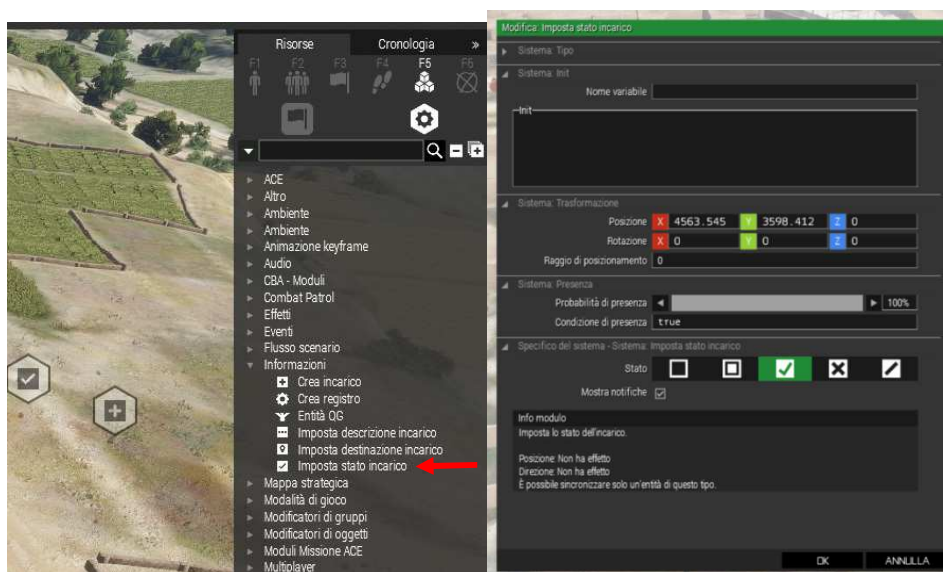 Risorse Cronologia »
F1 F2 F3 F4 F5 F6
ACE
Altro
Ambiente
Ambiente
Animazione keyframe
Audio
CBA - Moduli
Combat Patrol
Effetti
Eventi
Flusso scenario
Informazioni
Crea incarico
Crea registro
Entità QG
Imposta descrizione incarico
Imposta destinazione incarico
Imposta stato incarico
Mappa strategica
Modalità di gioco
Modificatori di gruppi
Modificatori di oggetti
Moduli Missione ACE
Multiplayer
Modifica: Imposta stato incarico
Sistema: Tipo
Sistema: Init
Nome variabile
Init
Sistema: Trasformazione
Posizione X 4563.545 Y 3598.412 Z 0
Rotazione X 0 Y 0 Z 0
Raggio di posizionamento 0
Sistema: Presenza
Probabilità di presenza 100%
Condizione di presenza true
Specifico del sistema - Sistema: Imposta stato incarico
Stato
Mostra notifiche
Info modulo
Imposta lo stato dell'incarico.
Posizione: Non ha effetto
Direzione: Non ha effetto
È possibile sincronizzare solo un'entità di questo tipo.
OK ANNULLA